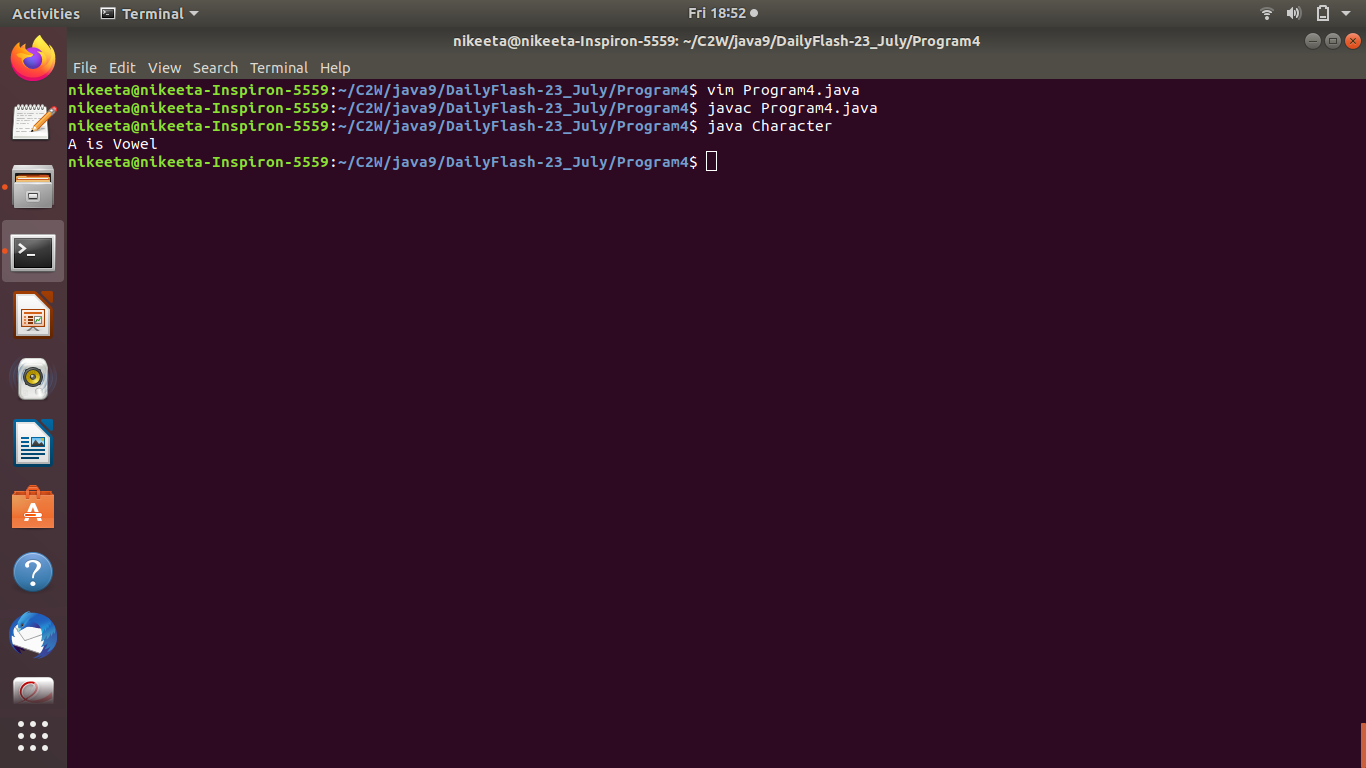 Activities Terminal Fri 18:52
nikeeta@nikeeta-Inspiron-5559: ~/C2W/java9/DailyFlash-23_July/Program4
File Edit View Search Terminal Help
nikeeta@nikeeta-Inspiron-5559:~/C2W/java9/DailyFlash-23_July/Program4$ vim Program4.java
nikeeta@nikeeta-Inspiron-5559:~/C2W/java9/DailyFlash-23_July/Program4$ javac Program4.java
nikeeta@nikeeta-Inspiron-5559:~/C2W/java9/DailyFlash-23_July/Program4$ java Character
A is Vowel
nikeeta@nikeeta-Inspiron-5559:~/C2W/java9/DailyFlash-23_July/Program4$